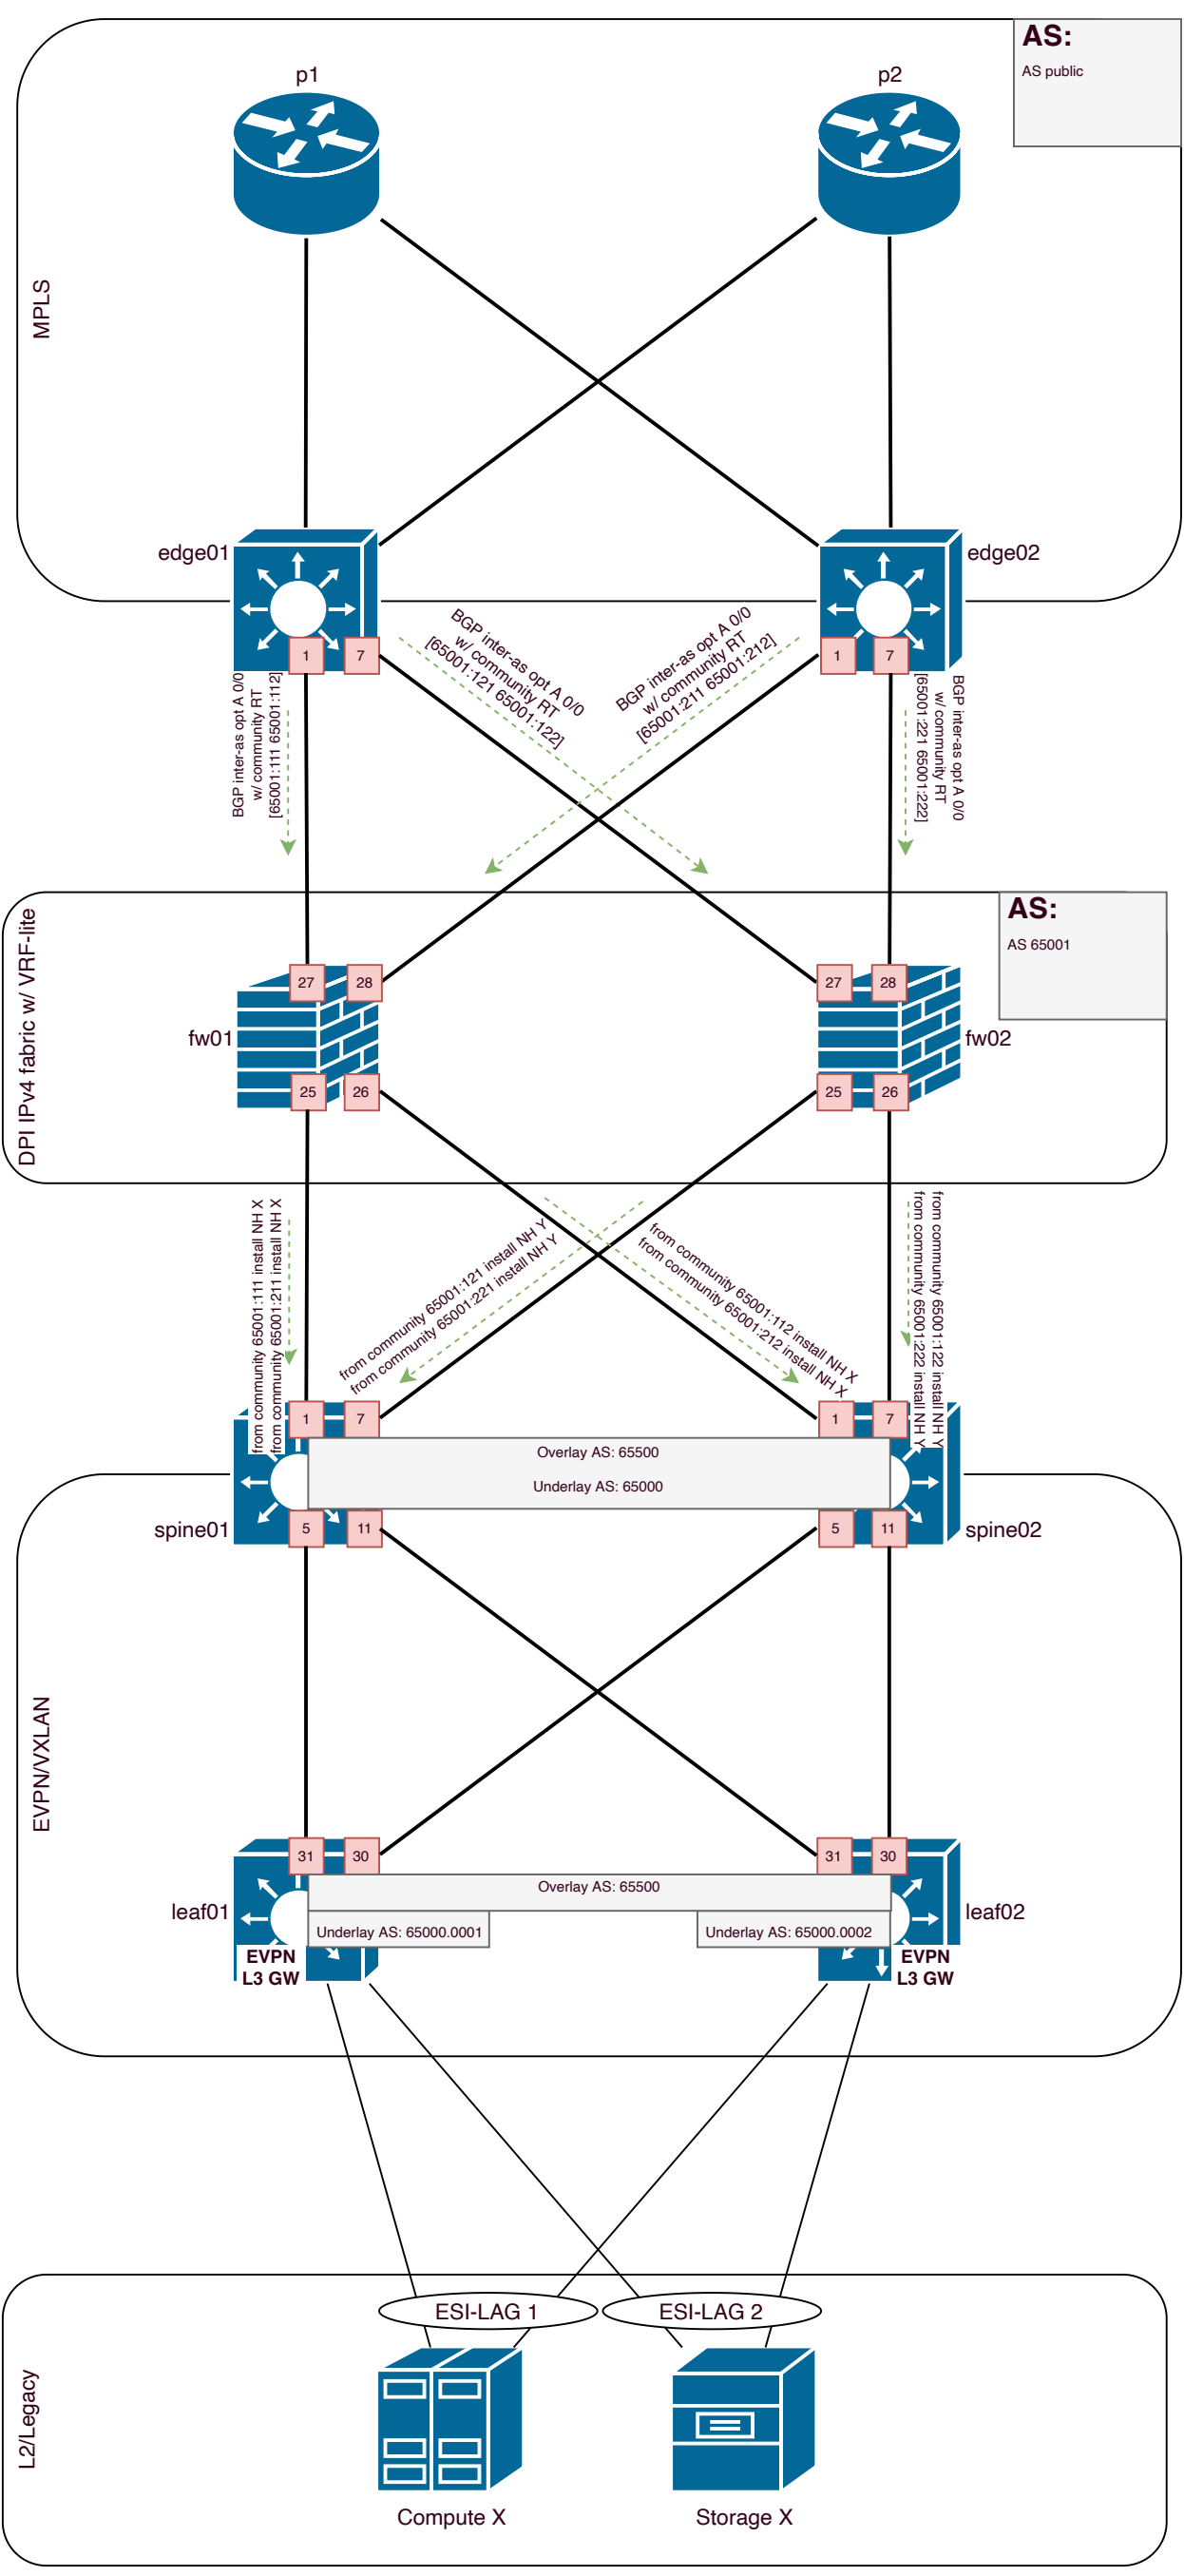 AS:
AS public
p1
p2
MPLS
edge01
edge02
1
7
1
7
BGP inter-as opt A 0/0
w/ community RT
[65001:111 65001:112]
BGP inter-as opt A 0/0
w/ community RT
[65001:121 65001:122]
BGP inter-as opt A 0/0
w/ community RT
[65001:211 65001:212]
BGP inter-as opt A 0/0
w/ community RT
[65001:221 65001:222]
DPI IPv4 fabric w/ VRF-lite
AS:
AS 65001
27
28
27
28
fw01
fw02
25
26
25
26
from community 65001:111 install NH X
from community 65001:211 install NH X
from community 65001:121 install NH Y
from community 65001:221 install NH Y
from community 65001:112 install NH X
from community 65001:212 install NH X
from community 65001:122 install NH Y
from community 65001:222 install NH Y
1
7
1
7
Overlay AS: 65500
Underlay AS: 65000
spine01
5
11
5
11
spine02
EVPN/VXLAN
31
30
31
30
Overlay AS: 65500
leaf01
leaf02
Underlay AS: 65000.0001
Underlay AS: 65000.0002
EVPN
L3 GW
EVPN
L3 GW
L2/Legacy
ESI-LAG 1
ESI-LAG 2
Compute X
Storage X